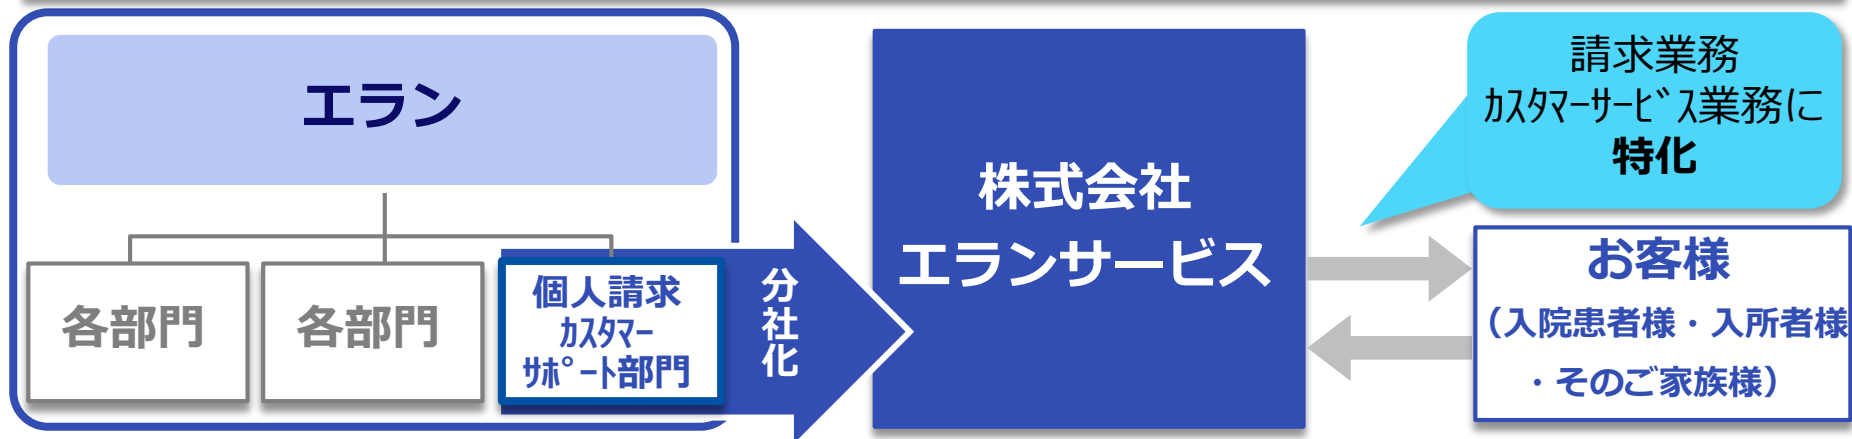 エラン
各部門
各部門
個人請求
ｶｽﾀﾏｰ
ｻﾎﾟｰﾄ部門
分社化
株式会社
エランサービス
請求業務
ｶｽﾀﾏｰｻｰﾋﾞｽ業務に
特化
お客様
（入院患者様・入所者様
・そのご家族様）